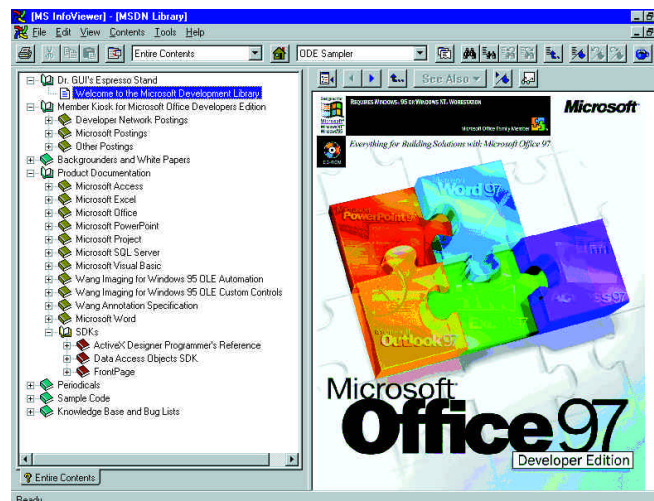 [MS InfoViewer] - [MSDN Library]
File Edit View Contents Tools Help
Entire Contents
ODE Sampler
See Also
Dr. GUI's Espresso Stand
Welcome to the Microsoft Development Library
Member Kiosk for Microsoft Office Developers Edition
Developer Network Postings
Microsoft Postings
Other Postings
Backgrounders and White Papers
Product Documentation
Microsoft Access
Microsoft Excel
Microsoft Office
Microsoft PowerPoint
Microsoft Project
Microsoft SQL Server
Microsoft Visual Basic
Wang Imaging for Windows 95 OLE Automation
Wang Imaging for Windows 95 OLE Custom Controls
Wang Annotation Specification
Microsoft Word
SDKs
ActiveX Designer Programmer's Reference
Data Access Objects SDK
FrontPage
Periodicals
Sample Code
Knowledge Base and Bug Lists
Entire Contents
Ready
REQUIRES WINDOWS 95 OR WINDOWS NT WORKSTATION
Microsoft Office Family Member
Microsoft
CD-ROM
Everything for Building Solutions with Microsoft Office 97
Word 97
PowerPoint 97
Outlook 97
Microsoft
Office 97
Developer Edition